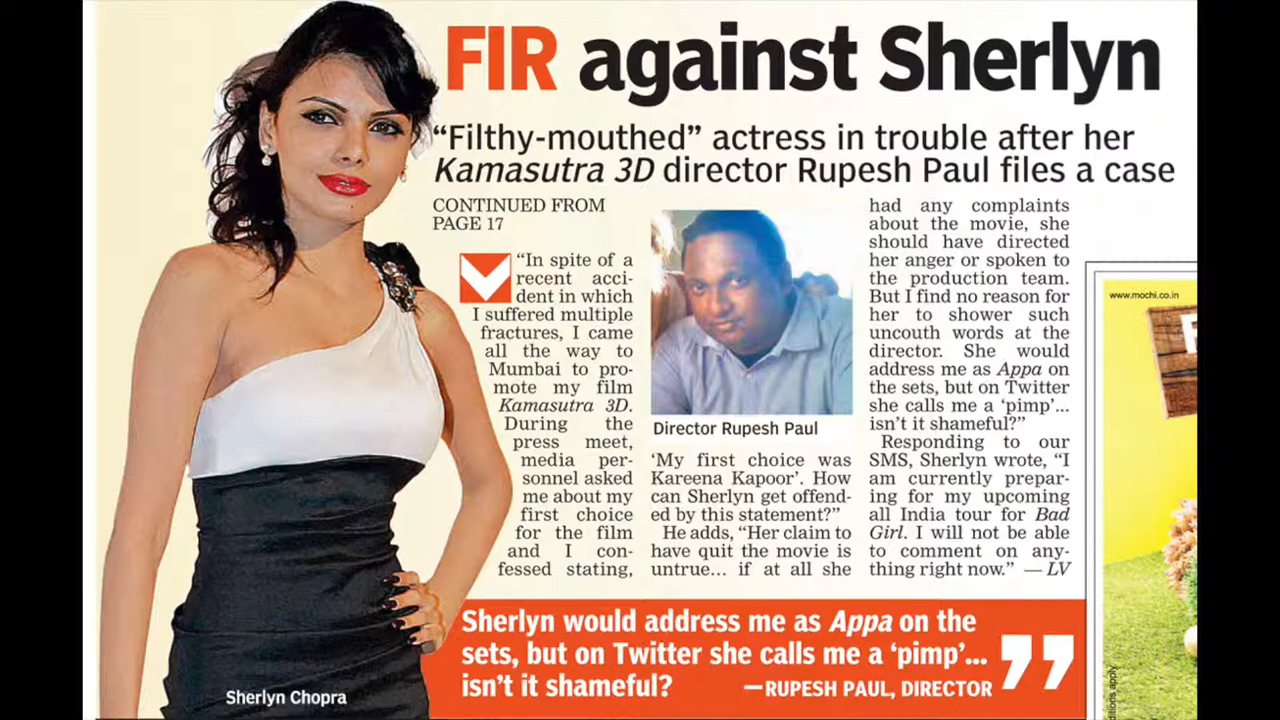 FIR against Sherlyn
“Filthy-mouthed” actress in trouble after her
Kamasutra 3D director Rupesh Paul files a case
CONTINUED FROM
PAGE 17
“In spite of a
recent acci-
dent in which
I suffered multiple
fractures, I came
all the way to
Mumbai to pro-
mote my film
Kamasutra 3D.
During the
press meet,
media per-
sonnel asked
me about my
first choice
for the film
and I con-
fessed stating,
Director Rupesh Paul
‘My first choice was
Kareena Kapoor’. How
can Sherlyn get offend-
ed by this statement?”
He adds, “Her claim to
have quit the movie is
untrue... if at all she
had any complaints
about the movie, she
should have directed
her anger or spoken to
the production team.
But I find no reason for
her to shower such
uncouth words at the
director. She would
address me as Appa on
the sets, but on Twitter
she calls me a ‘pimp’...
isn’t it shameful?”
Responding to our
SMS, Sherlyn wrote, “I
am currently prepar-
ing for my upcoming
all India tour for Bad
Girl. I will not be able
to comment on any-
thing right now.” — LV
Sherlyn would address me as Appa on the
sets, but on Twitter she calls me a ‘pimp’...
isn’t it shameful?
—RUPESH PAUL, DIRECTOR
”
Sherlyn Chopra
www.mochi.co.in